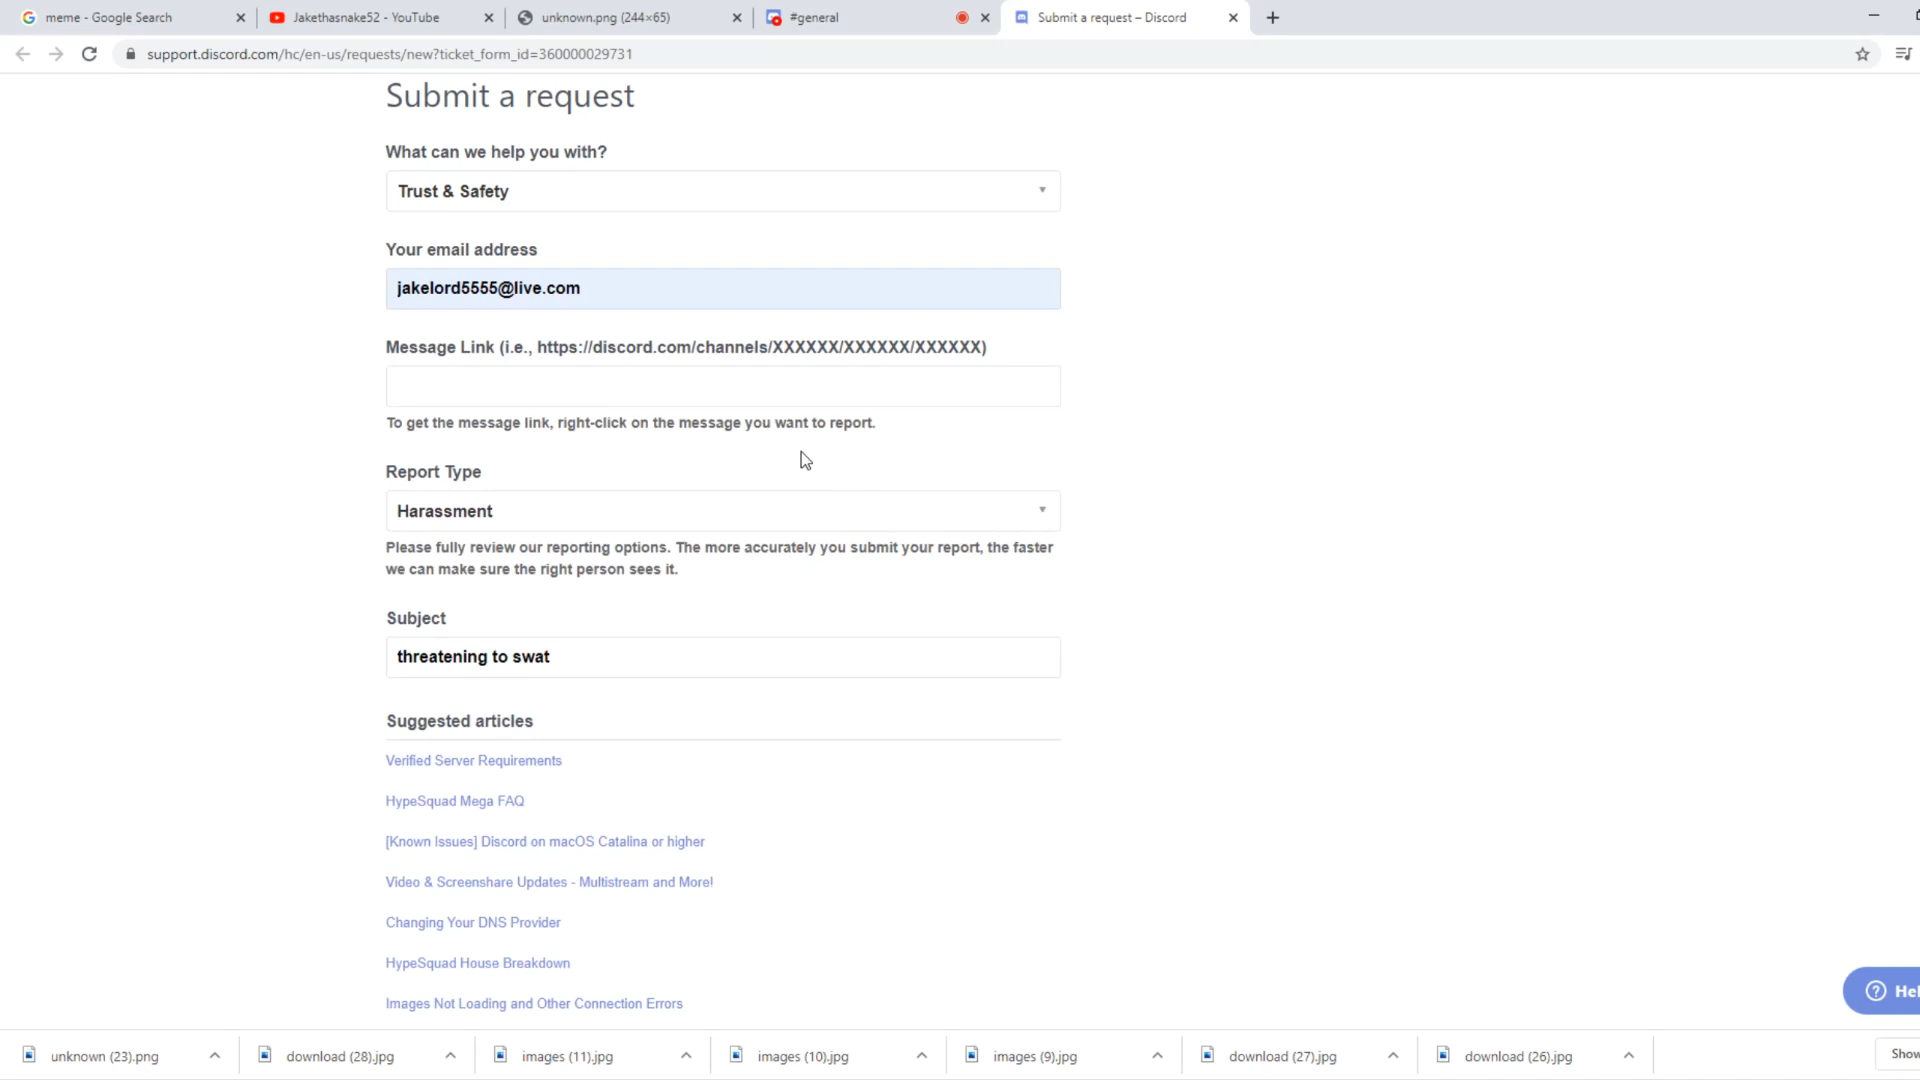 meme - Google Search
Jakethasnake52 - YouTube
unknown.png (244×65)
#general
Submit a request – Discord
support.discord.com/hc/en-us/requests/new?ticket_form_id=360000029731
Submit a request
What can we help you with?
Trust & Safety
Your email address
jakelord5555@live.com
Message Link (i.e., https://discord.com/channels/XXXXXX/XXXXXX/XXXXXX)
To get the message link, right-click on the message you want to report.
Report Type
Harassment
Please fully review our reporting options. The more accurately you submit your report, the faster
we can make sure the right person sees it.
Subject
threatening to swat
Suggested articles
Verified Server Requirements
HypeSquad Mega FAQ
[Known Issues] Discord on macOS Catalina or higher
Video & Screenshare Updates - Multistream and More!
Changing Your DNS Provider
HypeSquad House Breakdown
Images Not Loading and Other Connection Errors
Hel
unknown (23).png
download (28).jpg
images (11).jpg
images (10).jpg
images (9).jpg
download (27).jpg
download (26).jpg
Show